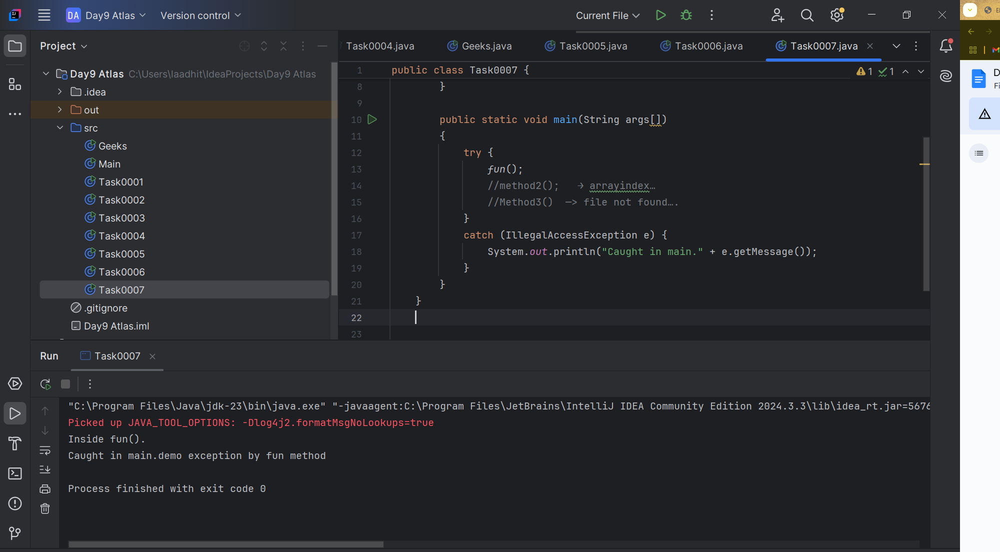 DA Day9 Atlas Version control Current File
Project
Day9 Atlas C:\Users\laadhit\IdeaProjects\Day9 Atlas
.idea
out
src
Geeks
Main
Task0001
Task0002
Task0003
Task0004
Task0005
Task0006
Task0007
.gitignore
Day9 Atlas.iml
Task0004.java Geeks.java Task0005.java Task0006.java Task0007.java
1 public class Task0007 { 1 1
8 }
9
10 public static void main(String args[])
11 {
12 try {
13 fun();
14 //method2(); -> arrayindex…
15 //Method3() —> file not found….
16 }
17 catch (IllegalAccessException e) {
18 System.out.println("Caught in main." + e.getMessage());
19 }
20 }
21 }
22
23
Run Task0007
"C:\Program Files\Java\jdk-23\bin\java.exe" "-javaagent:C:\Program Files\JetBrains\IntelliJ IDEA Community Edition 2024.3.3\lib\idea_rt.jar=5676
Picked up JAVA_TOOL_OPTIONS: -Dlog4j2.formatMsgNoLookups=true
Inside fun().
Caught in main.demo exception by fun method
Process finished with exit code 0
D
Fi